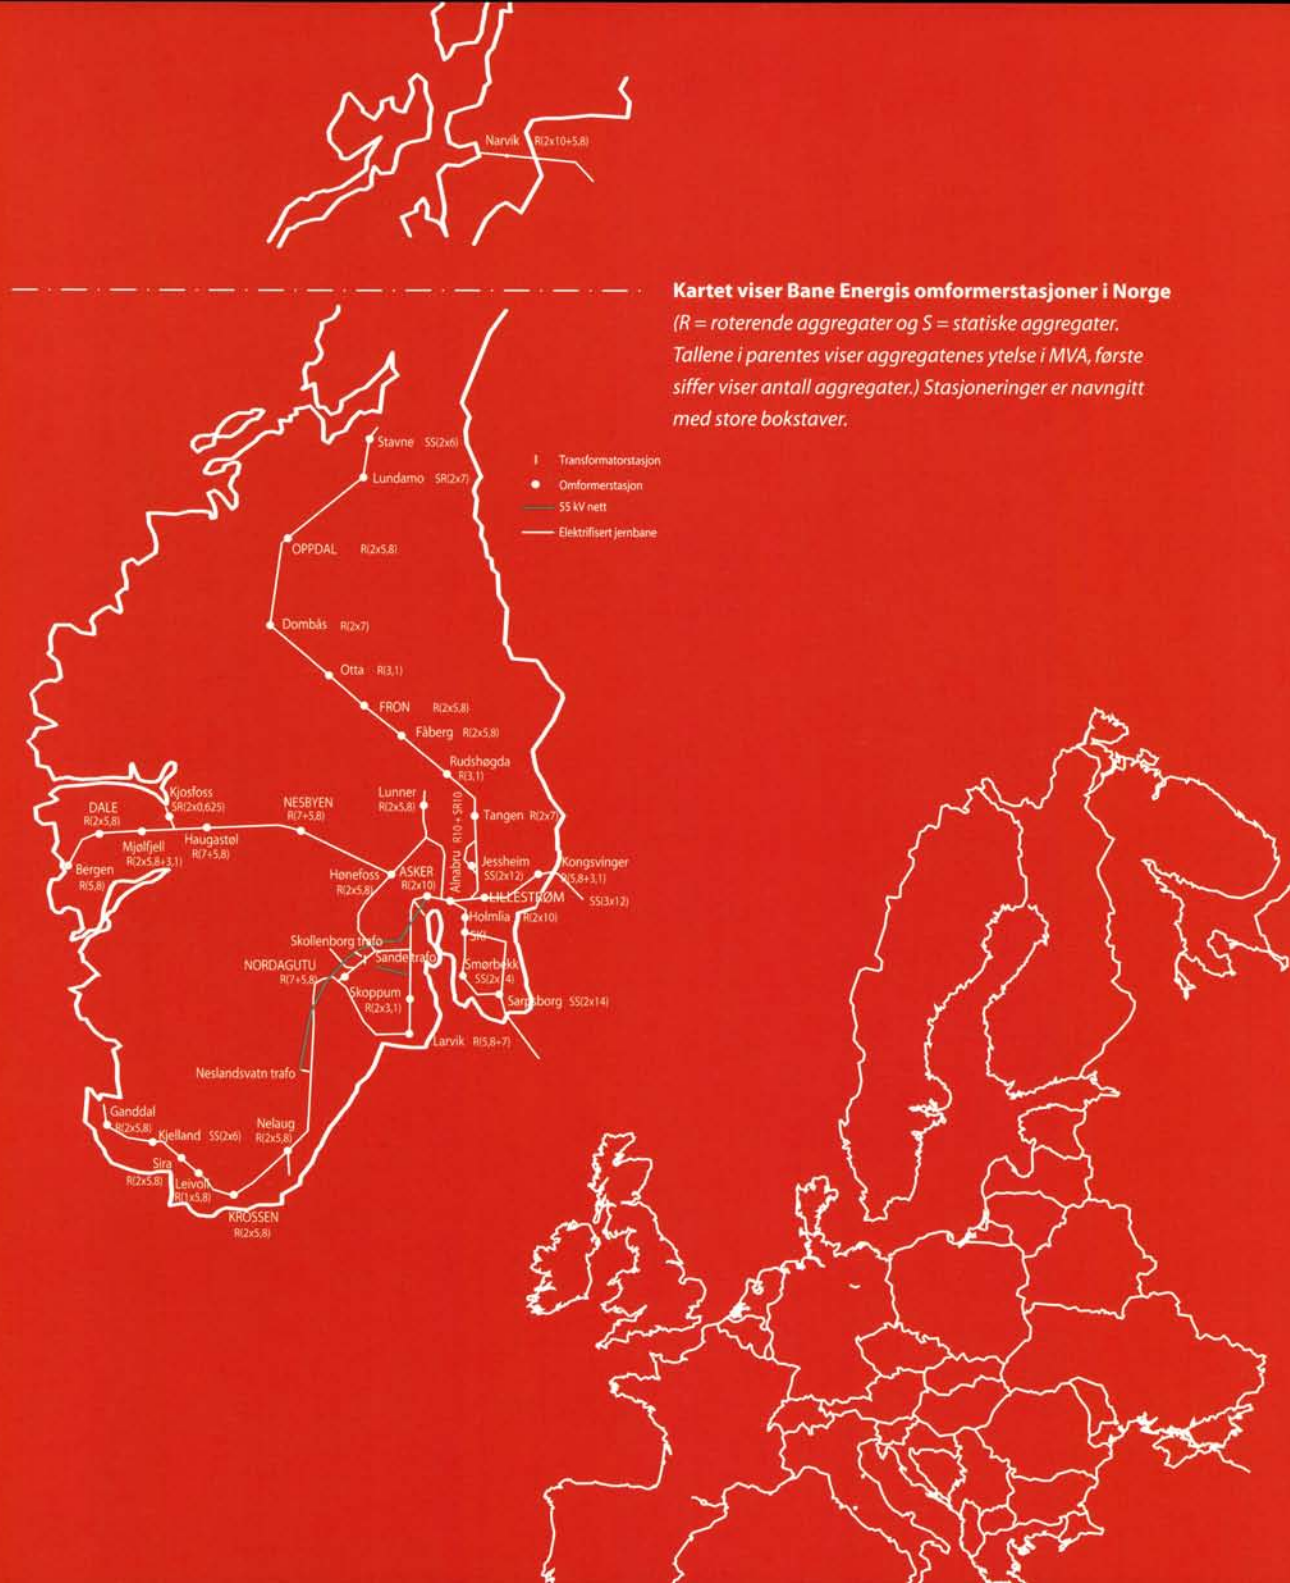 Narvik R(2x10+5,8)
Kartet viser Bane Energis omformerstasjoner i Norge
(R = roterende aggregater og S = statiske aggregater.
Tallene i parentes viser aggregatenes ytelse i MVA, første
siffer viser antall aggregater.) Stasjoneringer er navngitt
med store bokstaver.
Stavne SS(2x6)
Lundamo SR(2x7)
Transformatorstasjon
Omformerstasjon
55 kV nett
Elektrifisert jernbane
OPPDAL R(2x5,8)
Dombås R(2x7)
Otta R(3,1)
FRON R(2x5,8)
Fåberg R(2x5,8)
Rudshøgda
R(3,1)
Lunner
R(2x5,8)
Alnabru R10 + SR10
Tangen R(2x7)
Kjosfoss
SR(2x0,625)
DALE
R(2x5,8)
NESBYEN
R(7+5,8)
Mjølfjell
R(2x5,8+3,1)
Haugastøl
R(7+5,8)
Bergen
R(5,8)
Hønefoss
R(2x5,8)
ASKER
R(2x10)
Jessheim
SS(2x12)
Kongsvinger
R(5,8+3,1)
LILLESTRØM
SS(3x12)
Holmlia R(2x10)
SKI
Skollenborg trafo
Sande trafo
NORDAGUTU
R(7+5,8)
Smørbekk
SS(2x14)
Skoppum
R(2x3,1)
Sarpsborg SS(2x14)
Larvik R(5,8+7)
Neslandsvatn trafo
Ganddal
R(2x5,8)
Kjelland SS(2x6)
Nelaug
R(2x5,8)
Sira
R(2x5,8)
Leivoll
R(1x5,8)
KROSSEN
R(2x5,8)